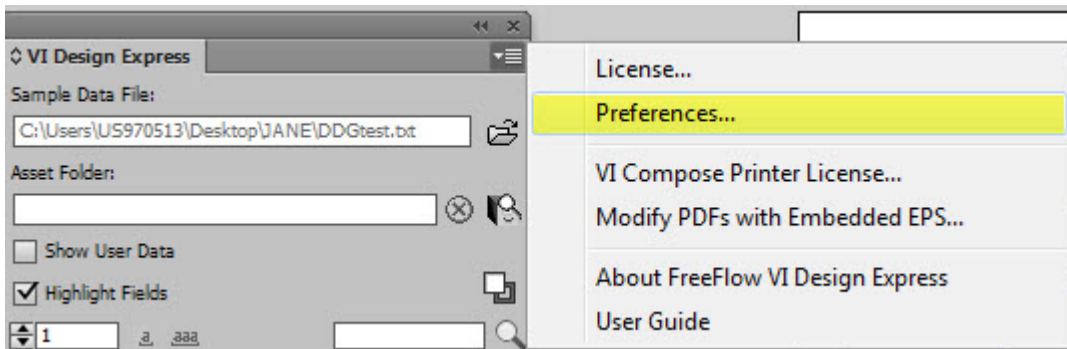 VI Design Express
Sample Data File:
C:\Users\US970513\Desktop\JANE\DDGtest.txt
Asset Folder:
Show User Data
Highlight Fields
1
a aaa
License...
Preferences...
VI Compose Printer License...
Modify PDFs with Embedded EPS...
About FreeFlow VI Design Express
User Guide